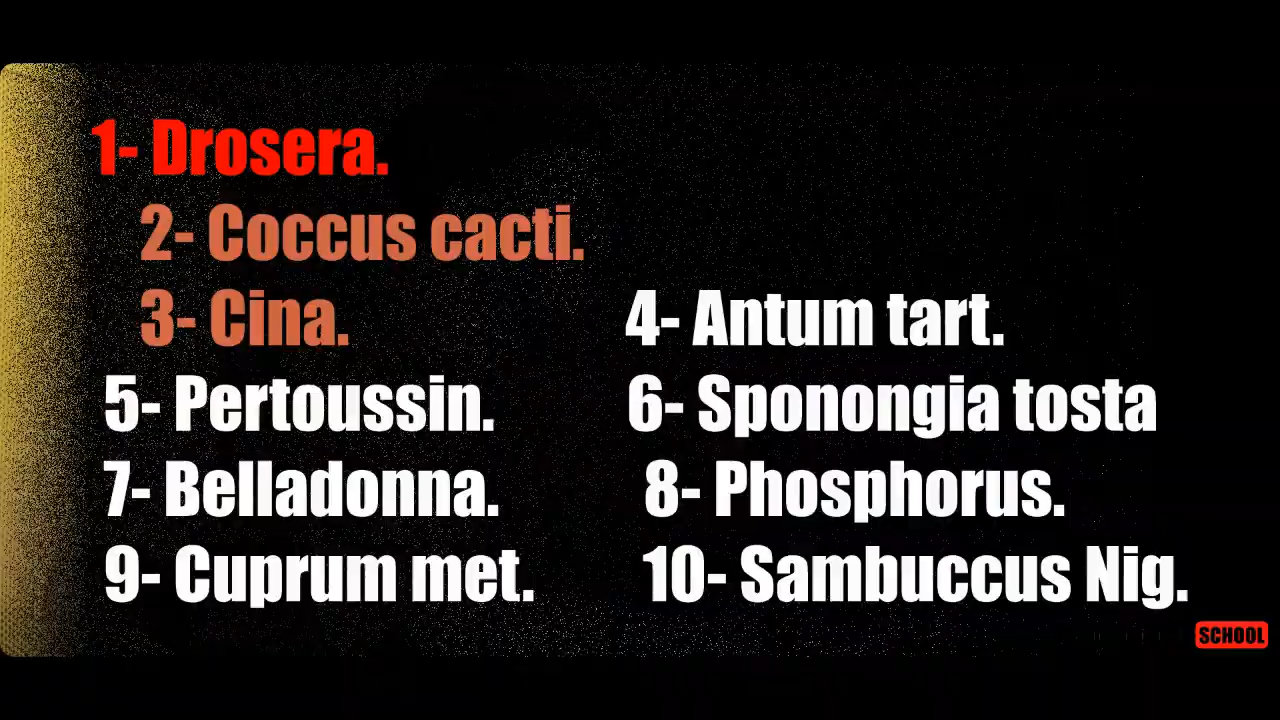 1- Drosera.
2- Coccus cacti.
3- Cina.
4- Antum tart.
5- Pertoussin.
6- Sponongia tosta
7- Belladonna.
8- Phosphorus.
9- Cuprum met.
10- Sambuccus Nig.
SCHOOL